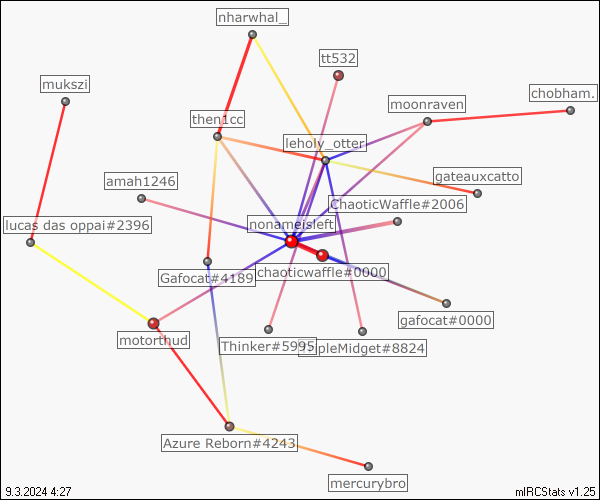 nharwhal_
tt532
mukszi
chobham.
moonraven
then1cc
leholy_otter
amah1246
gateauxcatto
ChaoticWaffle#2006
lucas das oppai#2396
nonameisleft
Gafocat#4189
chaoticwaffle#0000
gafocat#0000
motorthud
Thinker#5995
pleMidget#8824
Azure Reborn#4243
mercurybro
9.3.2024 4:27
mIRCStats v1.25